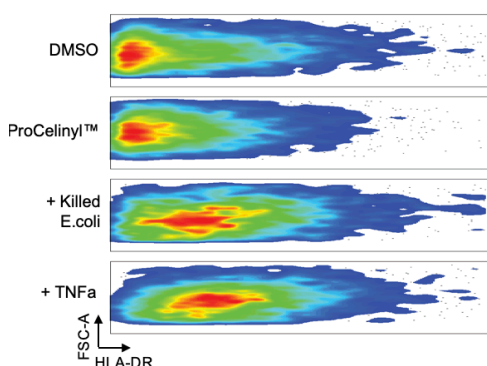 DMSO
ProCelinyl™
+ Killed
E.coli
+ TNFa
FSC-A
HLA-DR